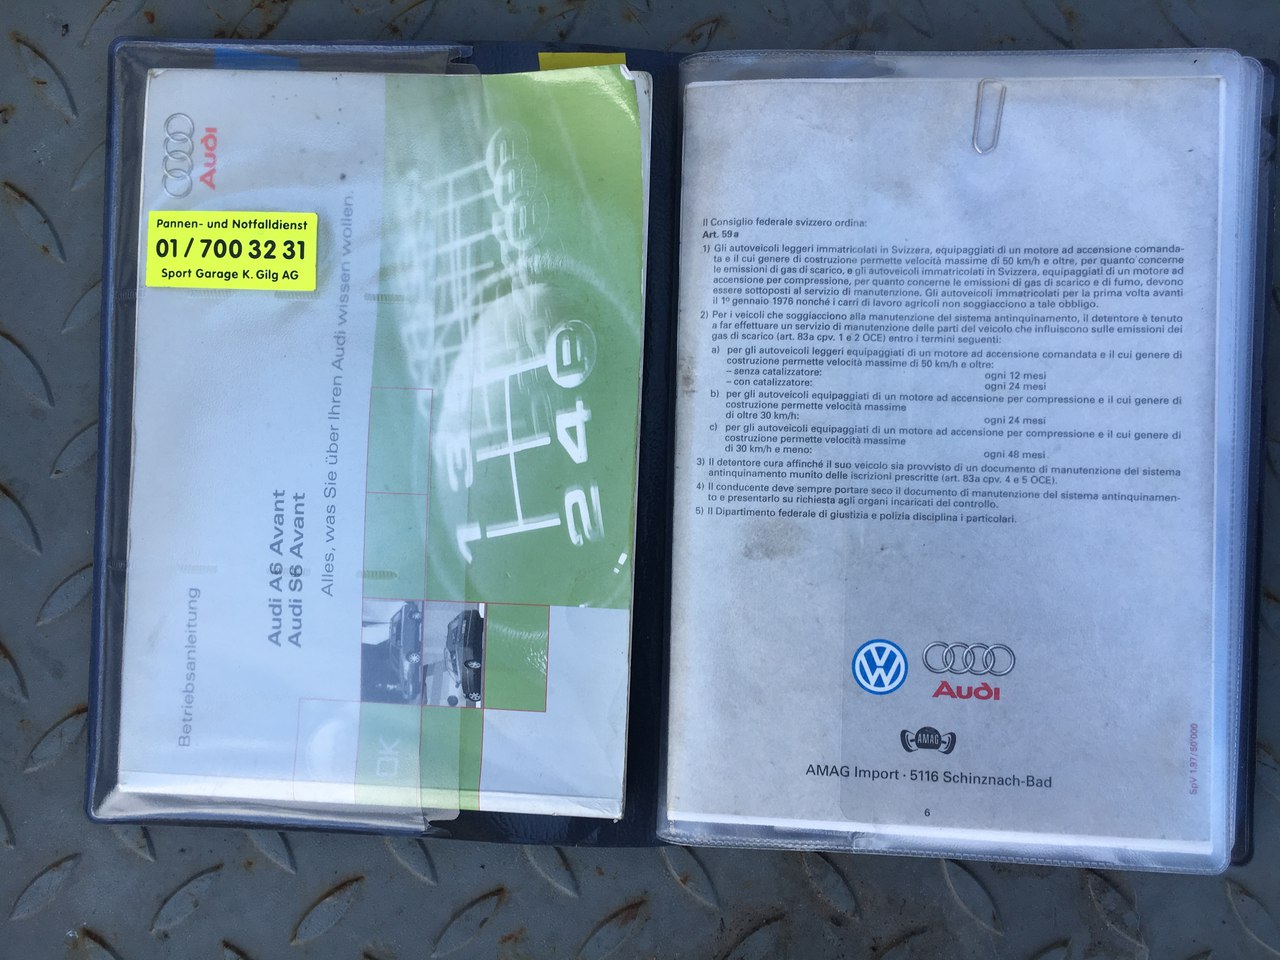 Audi
Pannen- und Notfalldienst
01 / 700 32 31
Sport Garage K. Gilg AG
Betriebsanleitung
Audi A6 Avant
Audi S6 Avant
Alles, was Sie über Ihren Audi wissen wollen.
1 3
2 4 R
OK
Il Consiglio federale svizzero ordina:
Art. 59a
1) Gli autoveicoli leggeri immatricolati in Svizzera, equipaggiati di un motore ad accensione comanda-
ta e il cui genere di costruzione permette velocità massime di 50 km/h e oltre, per quanto concerne
le emissioni di gas di scarico, e gli autoveicoli immatricolati in Svizzera, equipaggiati di un motore ad
accensione per compressione, per quanto concerne le emissioni di gas di scarico e di fumo, devono
essere sottoposti al servizio di manutenzione. Gli autoveicoli immatricolati per la prima volta avanti
il 1º gennaio 1976 nonché i carri di lavoro agricoli non soggiacciono a tale obbligo.
2) Per i veicoli che soggiacciono alla manutenzione del sistema antinquinamento, il detentore è tenuto
a far effettuare un servizio di manutenzione delle parti del veicolo che influiscono sulle emissioni dei
gas di scarico (art. 83a cpv. 1 e 2 OCE) entro i termini seguenti:
a) per gli autoveicoli leggeri equipaggiati di un motore ad accensione comandata e il cui genere di
costruzione permette velocità massime di 50 km/h e oltre:
– senza catalizzatore: ogni 12 mesi
– con catalizzatore: ogni 24 mesi
b) per gli autoveicoli equipaggiati di un motore ad accensione per compressione e il cui genere di
costruzione permette velocità massime
di oltre 30 km/h: ogni 24 mesi
c) per gli autoveicoli equipaggiati di un motore ad accensione per compressione e il cui genere di
costruzione permette velocità massime
di 30 km/h e meno: ogni 48 mesi
3) Il detentore cura affinché il suo veicolo sia provvisto di un documento di manutenzione del sistema
antinquinamento munito delle iscrizioni prescritte (art. 83a cpv. 4 e 5 OCE).
4) Il conducente deve sempre portare seco il documento di manutenzione del sistema antinquinamen-
to e presentarlo su richiesta agli organi incaricati del controllo.
5) Il Dipartimento federale di giustizia e polizia disciplina i particolari.
VW
Audi
AMAG
AMAG Import · 5116 Schinznach-Bad
6
SpV 1.97/50'000